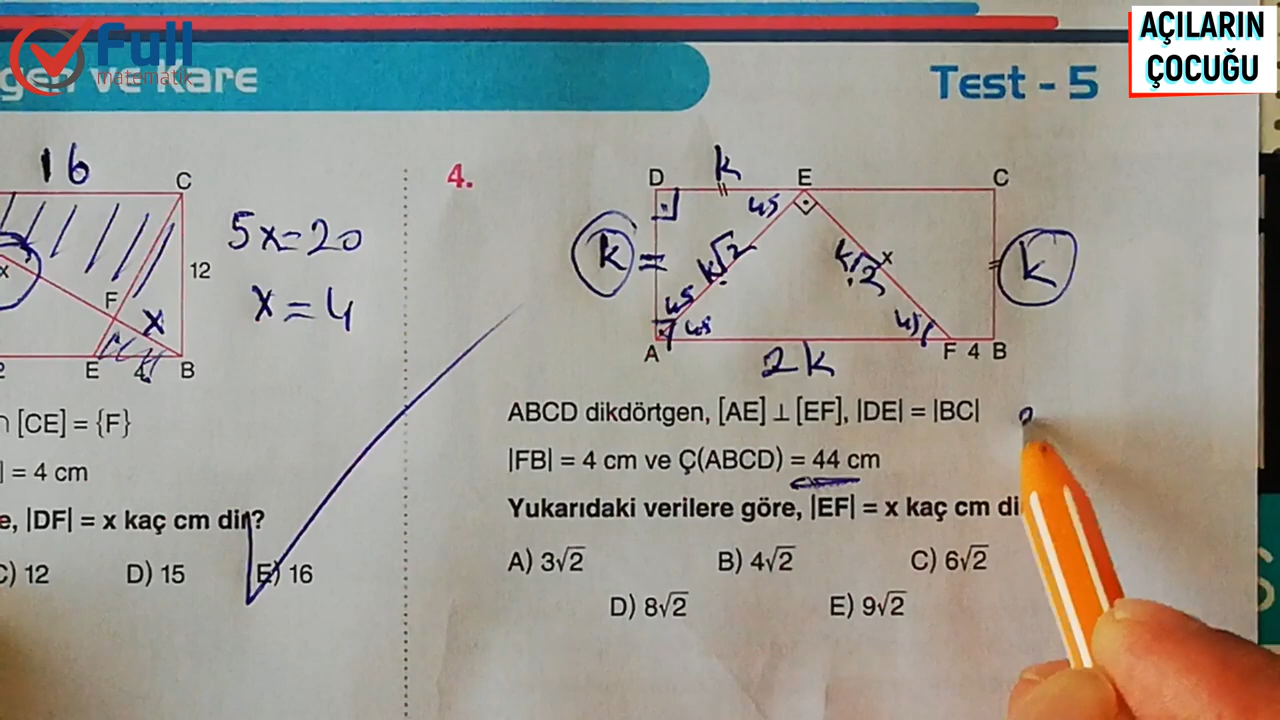 Full
matematik
AÇILARIN
ÇOCUĞU
gen ve Kare
Test - 5
16
C
12
x
F
x
E
4
B
5x=20
x=4
∩ [CE] = {F}
| = 4 cm
e, |DF| = x kaç cm dir?
C) 12
D) 15
E) 16
4.
D
k
E
C
45
k
k√2
k√2
x
k
45
45
45
A
2k
F
4
B
ABCD dikdörtgen, [AE] ⊥ [EF], |DE| = |BC|
|FB| = 4 cm ve Ç(ABCD) = 44 cm
Yukarıdaki verilere göre, |EF| = x kaç cm di
A) 3√2
B) 4√2
C) 6√2
D) 8√2
E) 9√2